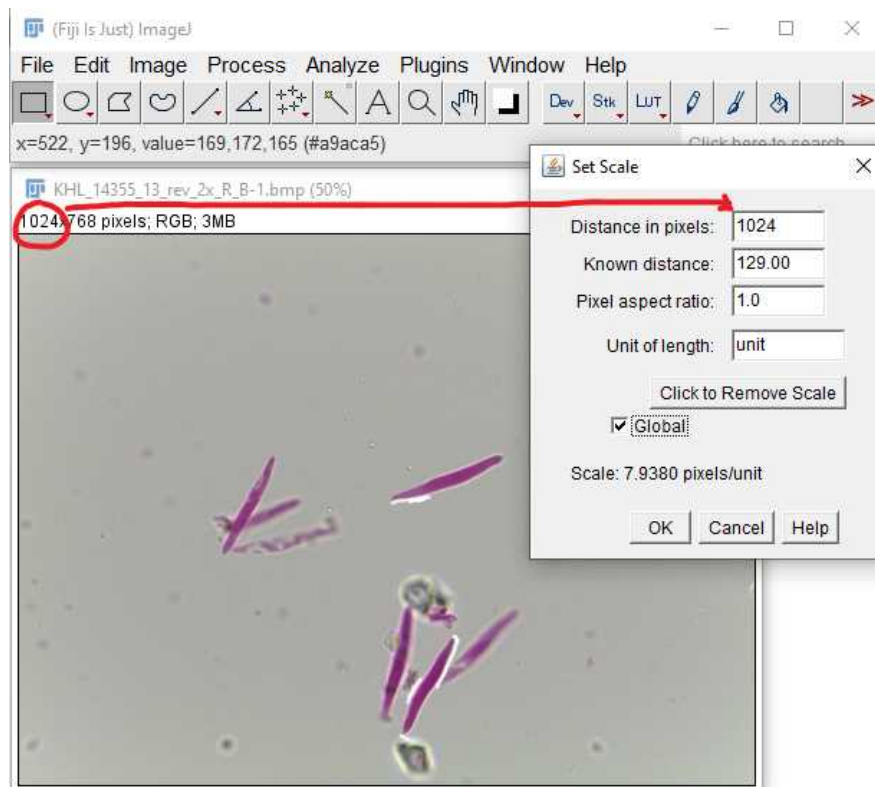 (Fiji Is Just) ImageJ
File Edit Image Process Analyze Plugins Window Help
Dev Stk LUT
x=522, y=196, value=169,172,165 (#a9aca5)
Click here to search
KHL_14355_13_rev_2x_R_B-1.bmp (50%)
1024x768 pixels; RGB; 3MB
Set Scale
Distance in pixels: 1024
Known distance: 129.00
Pixel aspect ratio: 1.0
Unit of length: unit
Click to Remove Scale
Global
Scale: 7.9380 pixels/unit
OK Cancel Help